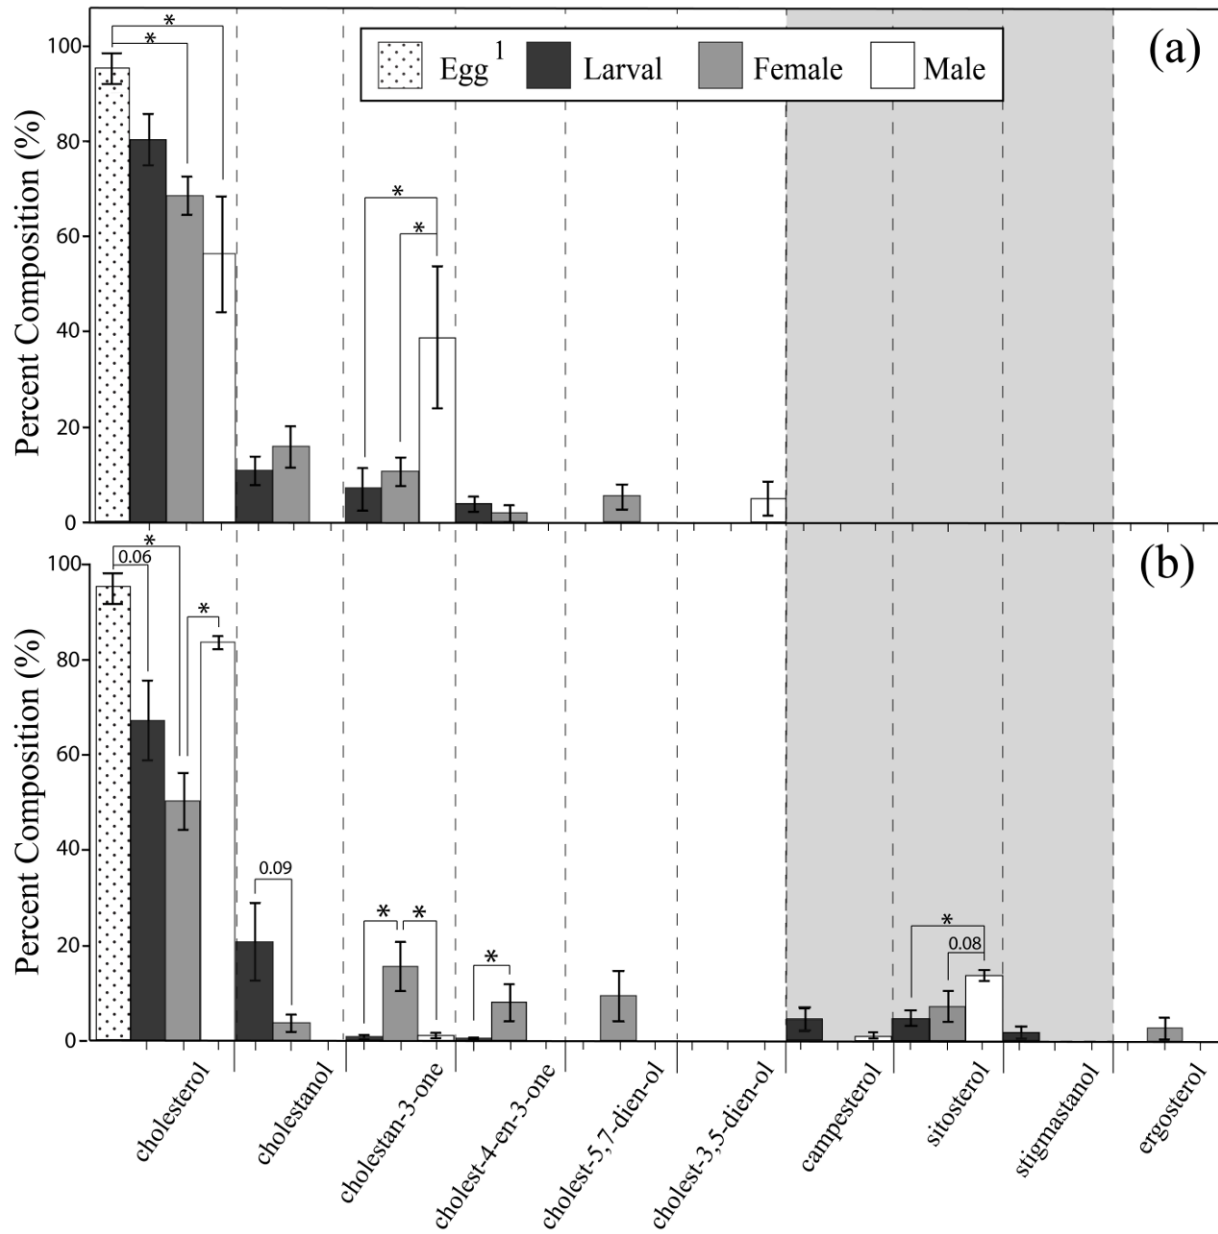 (a)
Egg 1 Larval Female Male
Percent Composition (%)
100
80
60
40
20
0
*
*
*
*
(b)
Percent Composition (%)
100
80
60
40
20
0
*
0.06
*
0.09
*
*
*
*
0.08
cholesterol
cholestanol
cholestan-3-one
cholest-4-en-3-one
cholest-5,7-dien-ol
cholest-3,5-dien-ol
campesterol
sitosterol
stigmastanol
ergosterol